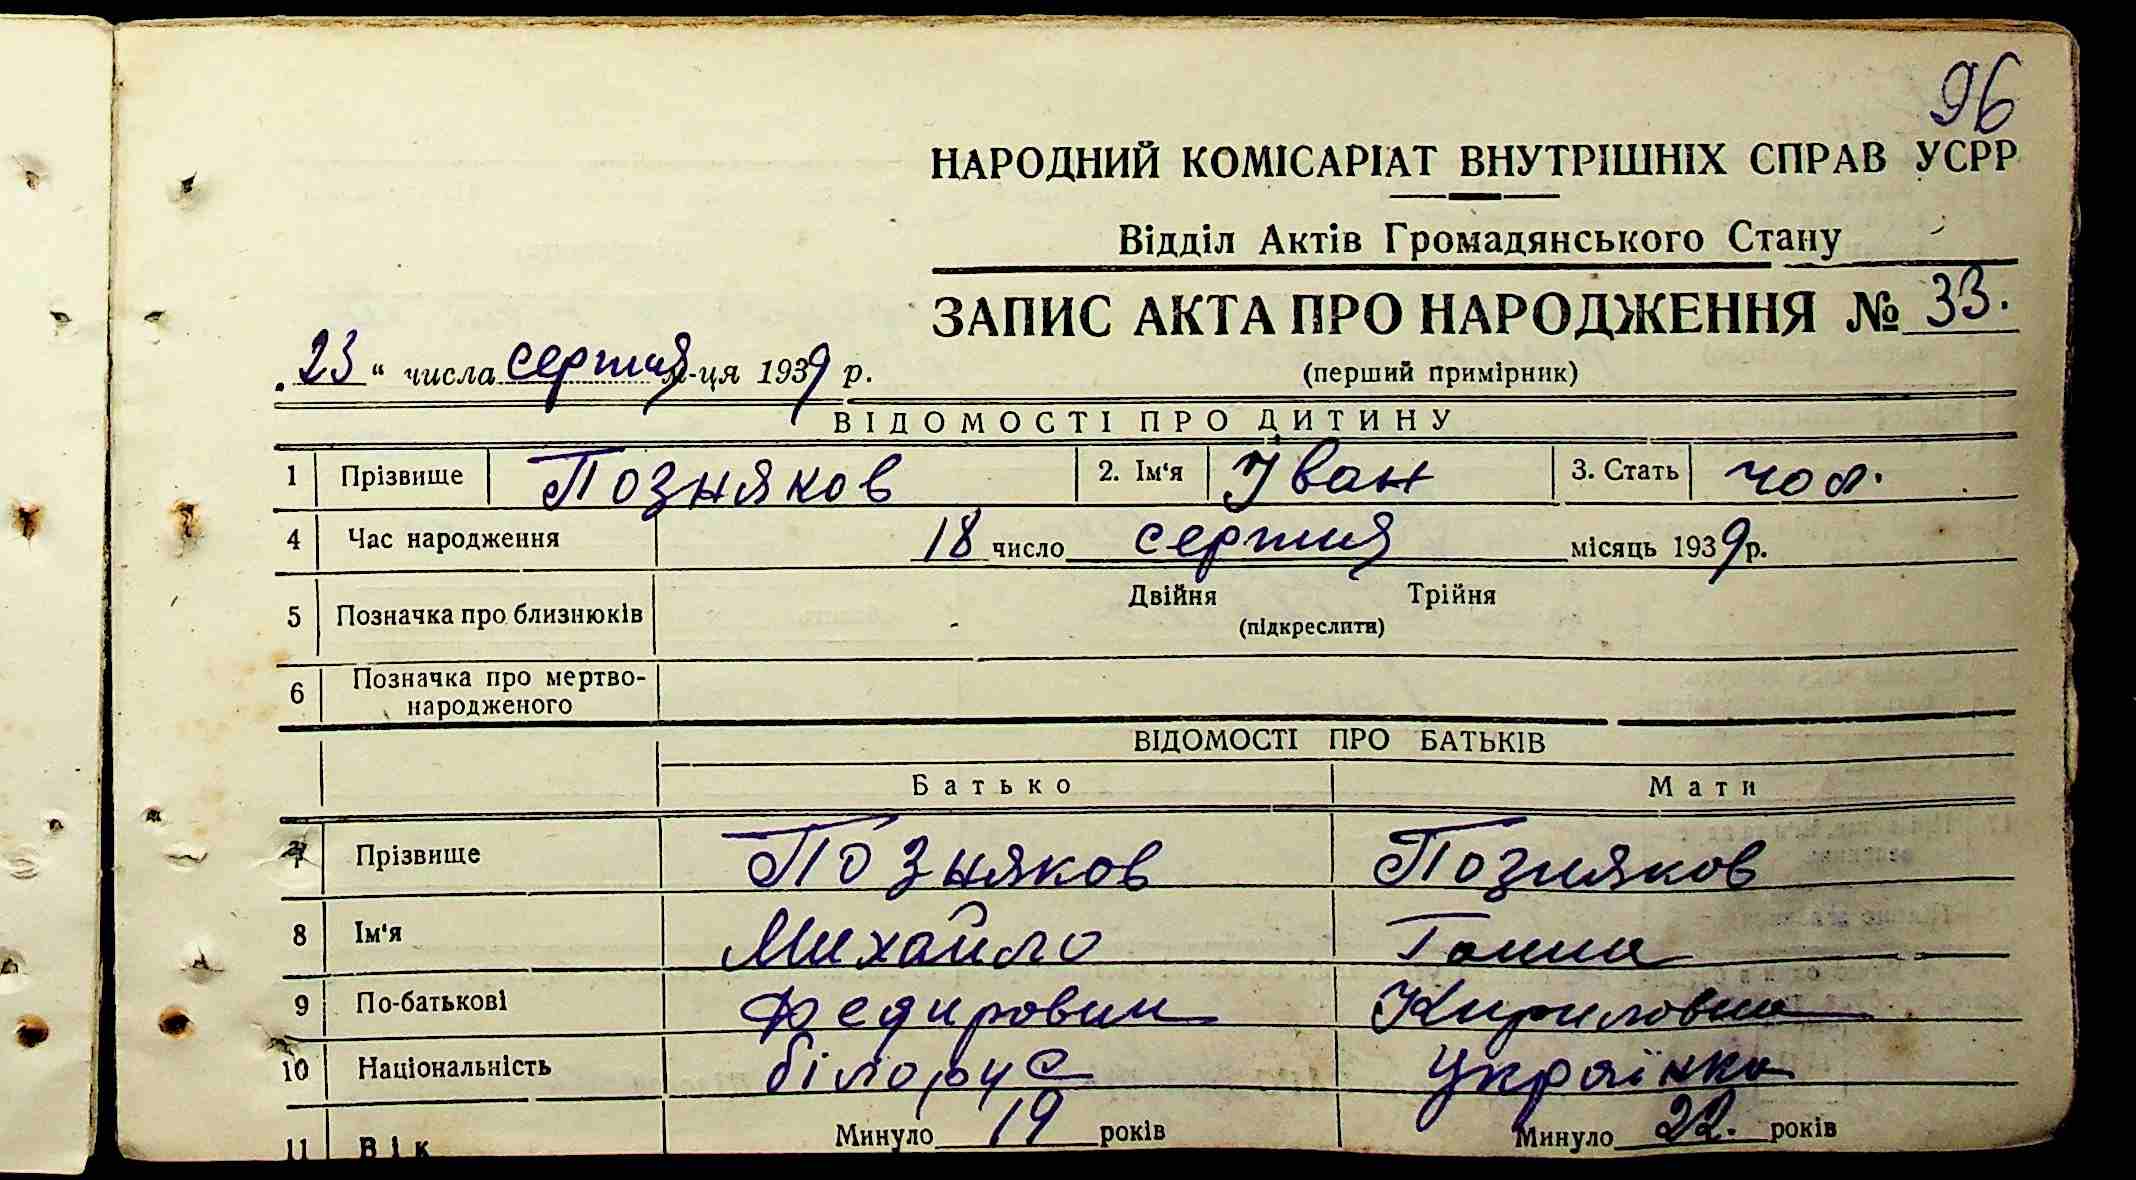 96
НАРОДНИЙ КОМІСАРІАТ ВНУТРІШНІХ СПРАВ УСРР
Відділ Актів Громадянського Стану
ЗАПИС АКТА ПРО НАРОДЖЕННЯ № 33.
„23“ числа серпня м-ця 1939 р.
(перший примірник)
ВІДОМОСТІ ПРО ДИТИНУ
1 Прізвище Позняков 2. Ім'я Іван 3. Стать чол.
4 Час народження 18 число серпня місяць 1939 р.
5 Позначка про близнюків Двійня Трійня
(підкреслити)
6 Позначка про мертво-
народженого
ВІДОМОСТІ ПРО БАТЬКІВ
Батько Мати
7 Прізвище Позняков Позняков
8 Ім'я Михайло Ганна
9 По-батькові Федирович Кириловна
10 Національність білорус Українка
11 Вік Минуло 19 років Минуло 22. років